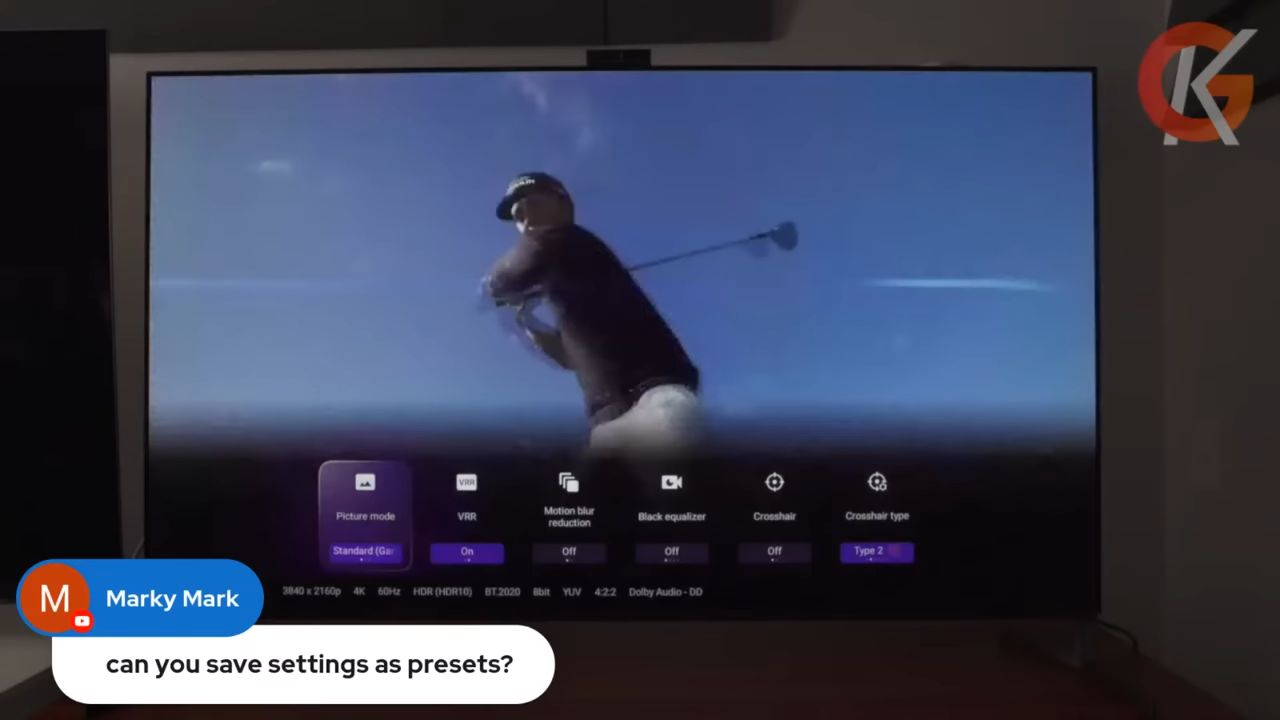 GK
Picture mode
VRR
VRR
Motion blur
reduction
Black equalizer
Crosshair
Crosshair type
Standard (Gar
On
Off
Off
Off
Type 2
3840 x 2160p 4K 60Hz HDR (HDR10) BT.2020 8bit YUV 4:2:2 Dolby Audio - DD
M
Marky Mark
can you save settings as presets?